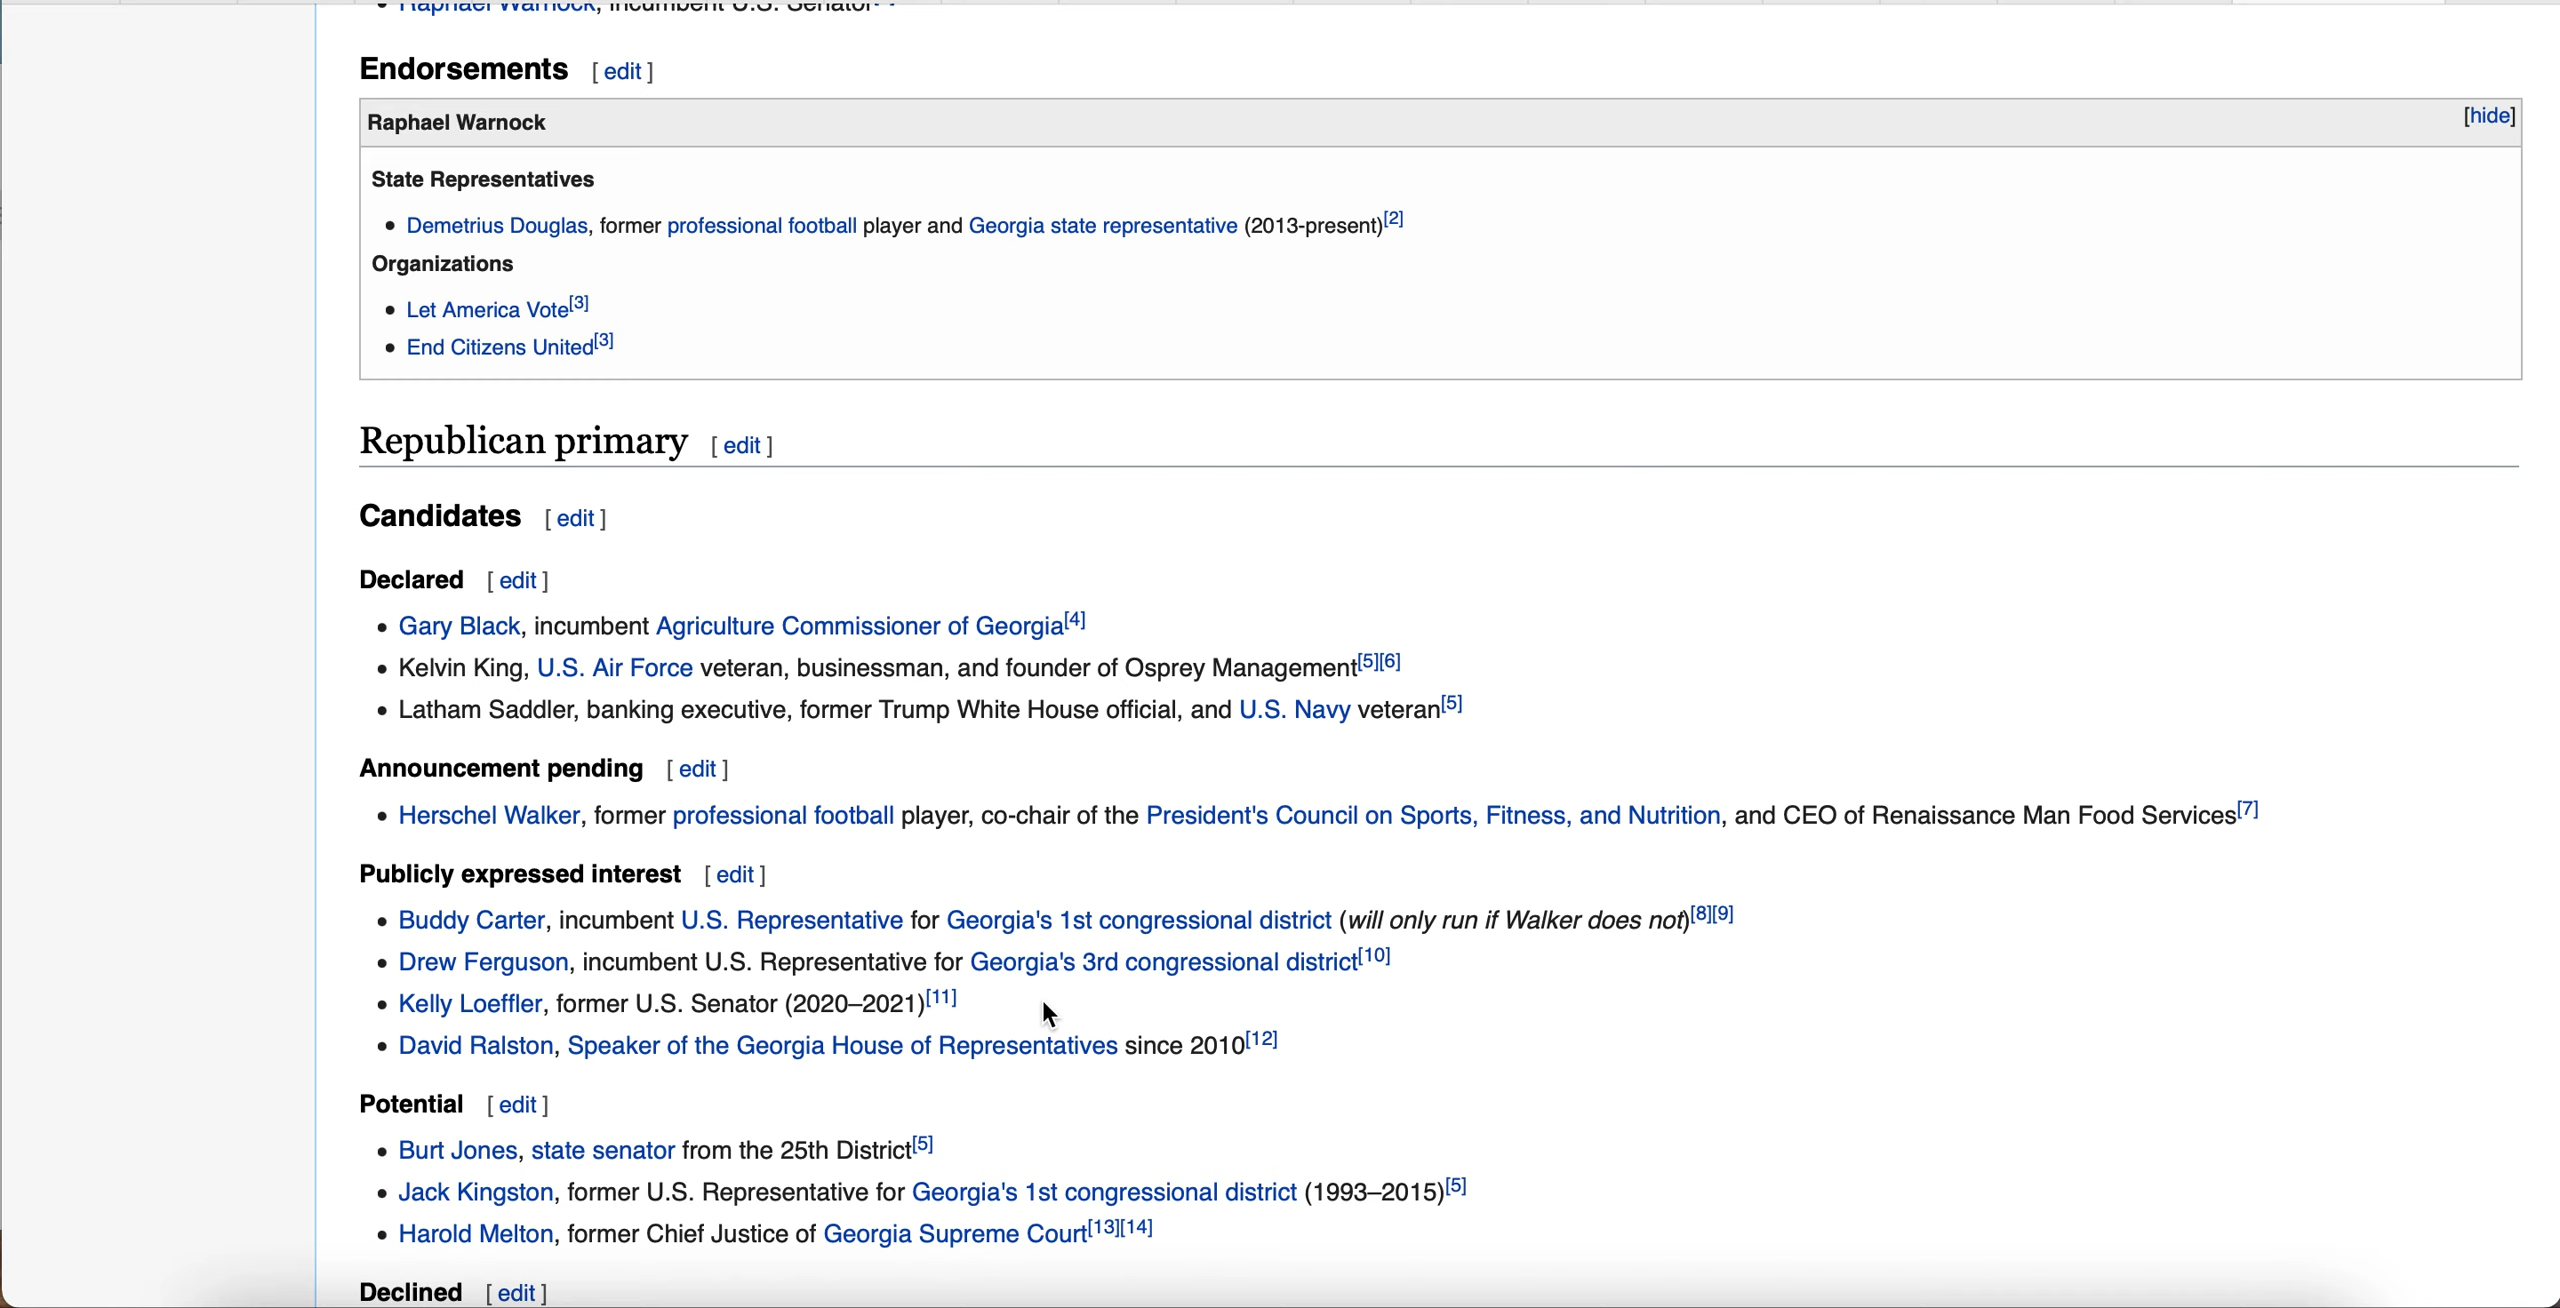 Raphael Warnock, incumbent U.S. Senator
Endorsements [ edit ]
Raphael Warnock [hide]
State Representatives
• Demetrius Douglas, former professional football player and Georgia state representative (2013-present)[2]
Organizations
• Let America Vote[3]
• End Citizens United[3]
Republican primary [ edit ]
Candidates [ edit ]
Declared [ edit ]
• Gary Black, incumbent Agriculture Commissioner of Georgia[4]
• Kelvin King, U.S. Air Force veteran, businessman, and founder of Osprey Management[5][6]
• Latham Saddler, banking executive, former Trump White House official, and U.S. Navy veteran[5]
Announcement pending [ edit ]
• Herschel Walker, former professional football player, co-chair of the President's Council on Sports, Fitness, and Nutrition, and CEO of Renaissance Man Food Services[7]
Publicly expressed interest [ edit ]
• Buddy Carter, incumbent U.S. Representative for Georgia's 1st congressional district (will only run if Walker does not)[8][9]
• Drew Ferguson, incumbent U.S. Representative for Georgia's 3rd congressional district[10]
• Kelly Loeffler, former U.S. Senator (2020–2021)[11]
• David Ralston, Speaker of the Georgia House of Representatives since 2010[12]
Potential [ edit ]
• Burt Jones, state senator from the 25th District[5]
• Jack Kingston, former U.S. Representative for Georgia's 1st congressional district (1993–2015)[5]
• Harold Melton, former Chief Justice of Georgia Supreme Court[13][14]
Declined [ edit ]